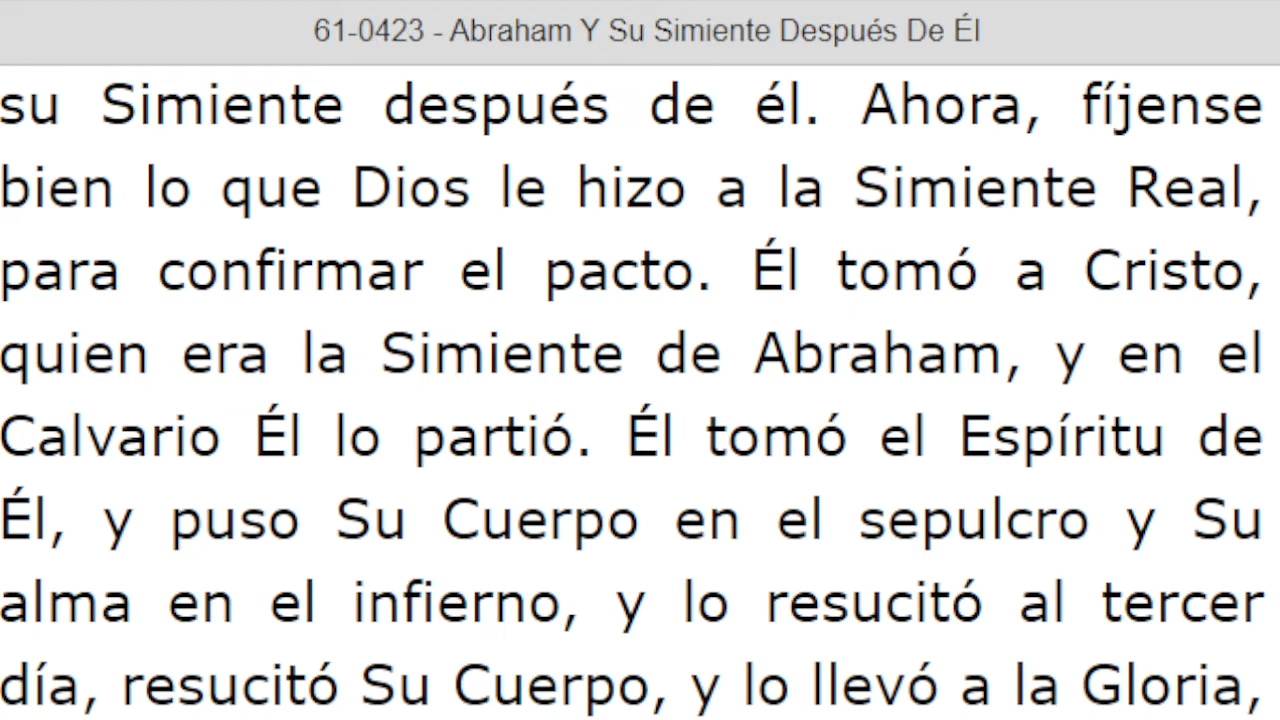 61-0423 - Abraham Y Su Simiente Después De Él
su Simiente después de él. Ahora, fíjense
bien lo que Dios le hizo a la Simiente Real,
para confirmar el pacto. Él tomó a Cristo,
quien era la Simiente de Abraham, y en el
Calvario Él lo partió. Él tomó el Espíritu de
Él, y puso Su Cuerpo en el sepulcro y Su
alma en el infierno, y lo resucitó al tercer
día, resucitó Su Cuerpo, y lo llevó a la Gloria,